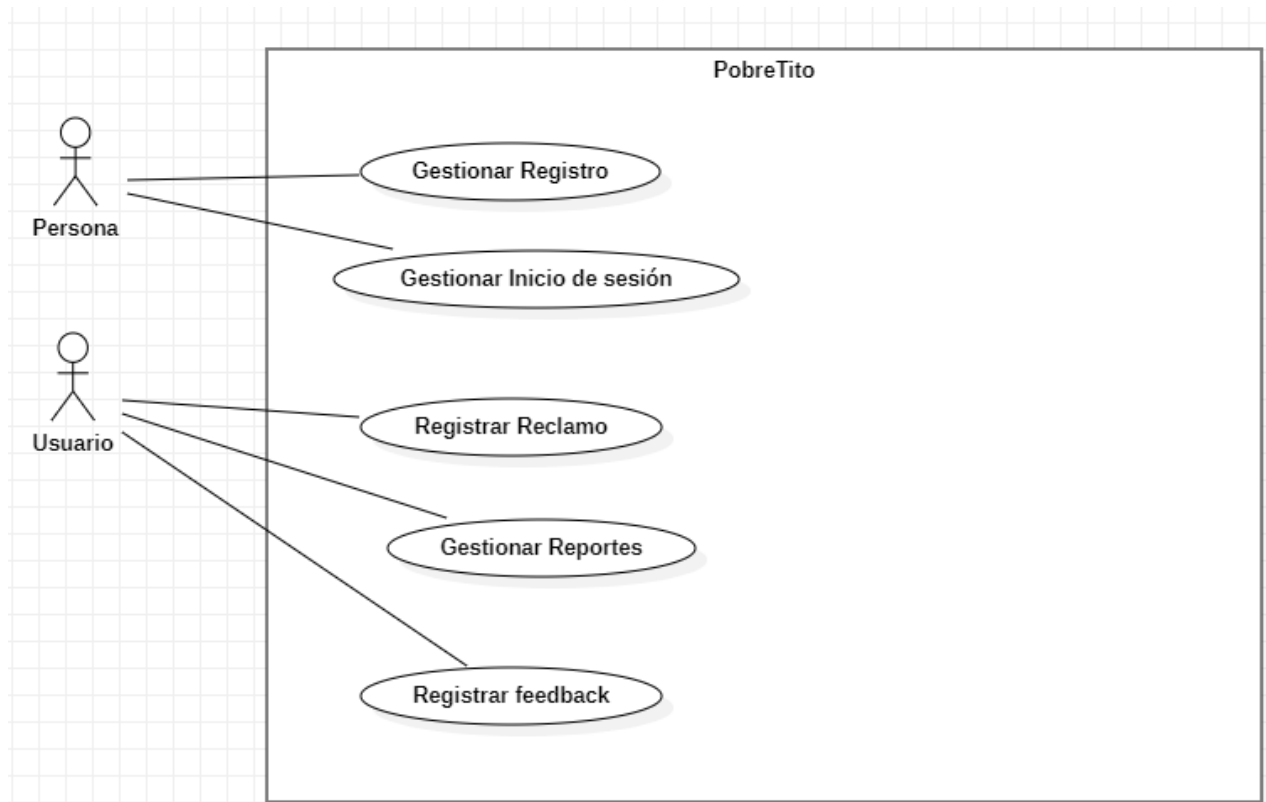 PobreTito
Gestionar Registro
Persona
Gestionar Inicio de sesión
Usuario
Registrar Reclamo
Gestionar Reportes
Registrar feedback